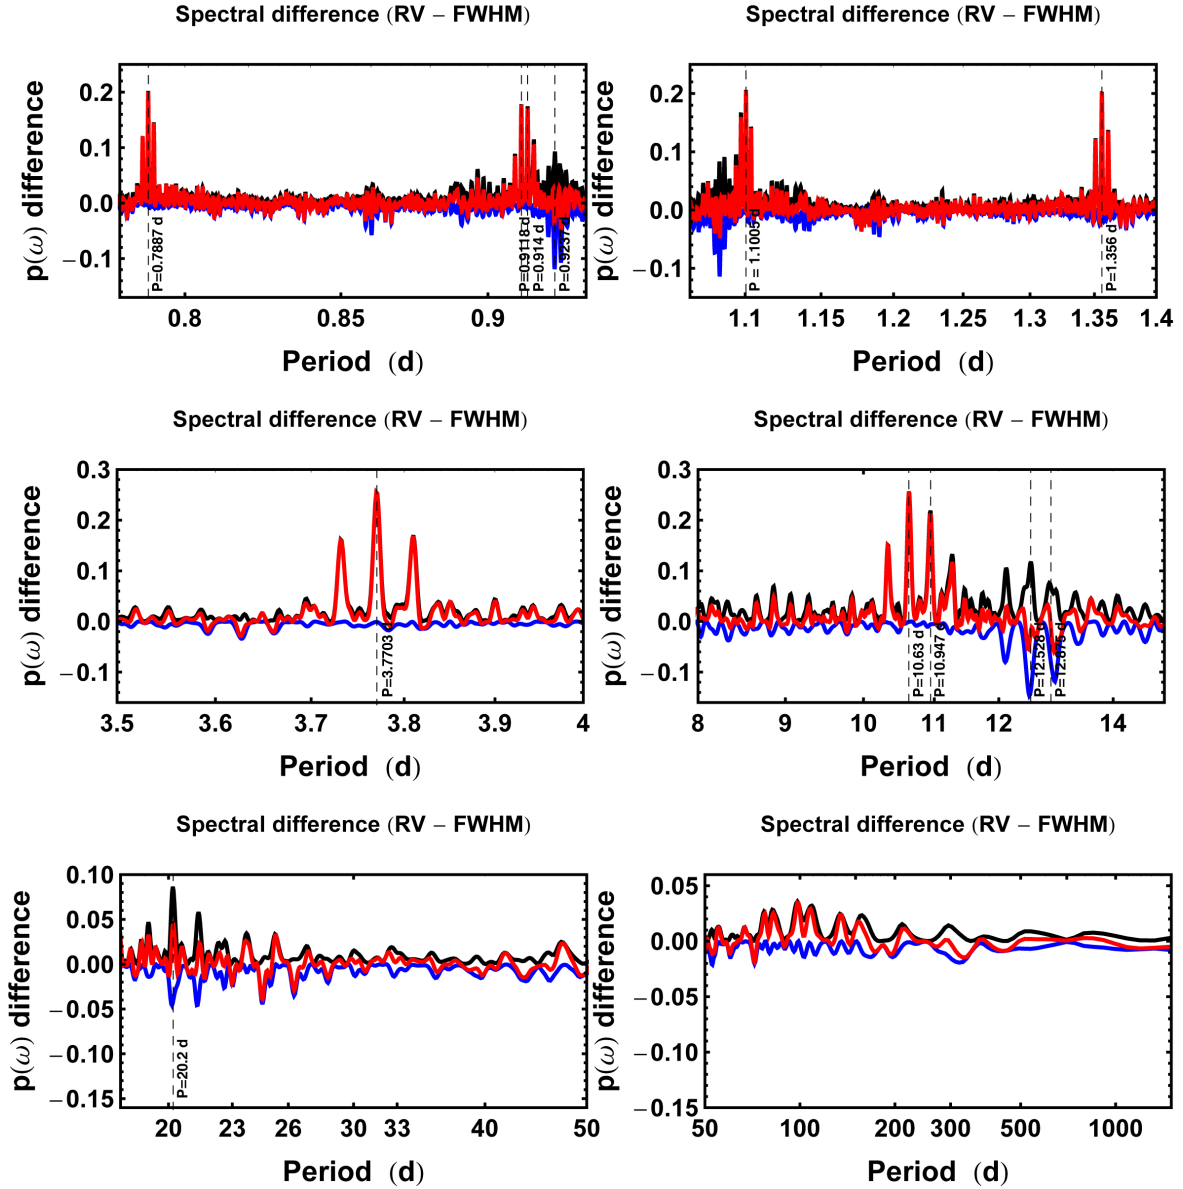 Spectral difference (RV − FWHM)
p(ω) difference
0.2
0.1
0.0
−0.1
P=0.7887 d
P=0.9118 d
P=0.914 d
P=0.9237 d
0.8 0.85 0.9
Period (d)
Spectral difference (RV − FWHM)
p(ω) difference
0.2
0.1
0.0
−0.1
P = 1.1005 d
P=1.356 d
1.1 1.15 1.2 1.25 1.3 1.35 1.4
Period (d)
Spectral difference (RV − FWHM)
p(ω) difference
0.3
0.2
0.1
0.0
−0.1
P=3.7703 d
3.5 3.6 3.7 3.8 3.9 4
Period (d)
Spectral difference (RV − FWHM)
p(ω) difference
0.3
0.2
0.1
0.0
−0.1
P=10.63 d
P=10.947 d
P=12.528 d
P=12.875 d
8 9 10 11 12 14
Period (d)
Spectral difference (RV − FWHM)
p(ω) difference
0.10
0.05
0.00
−0.05
−0.10
−0.15
P=20.2 d
20 23 26 30 33 40 50
Period (d)
Spectral difference (RV − FWHM)
p(ω) difference
0.05
0.00
−0.05
−0.10
−0.15
50 100 200 300 500 1000
Period (d)